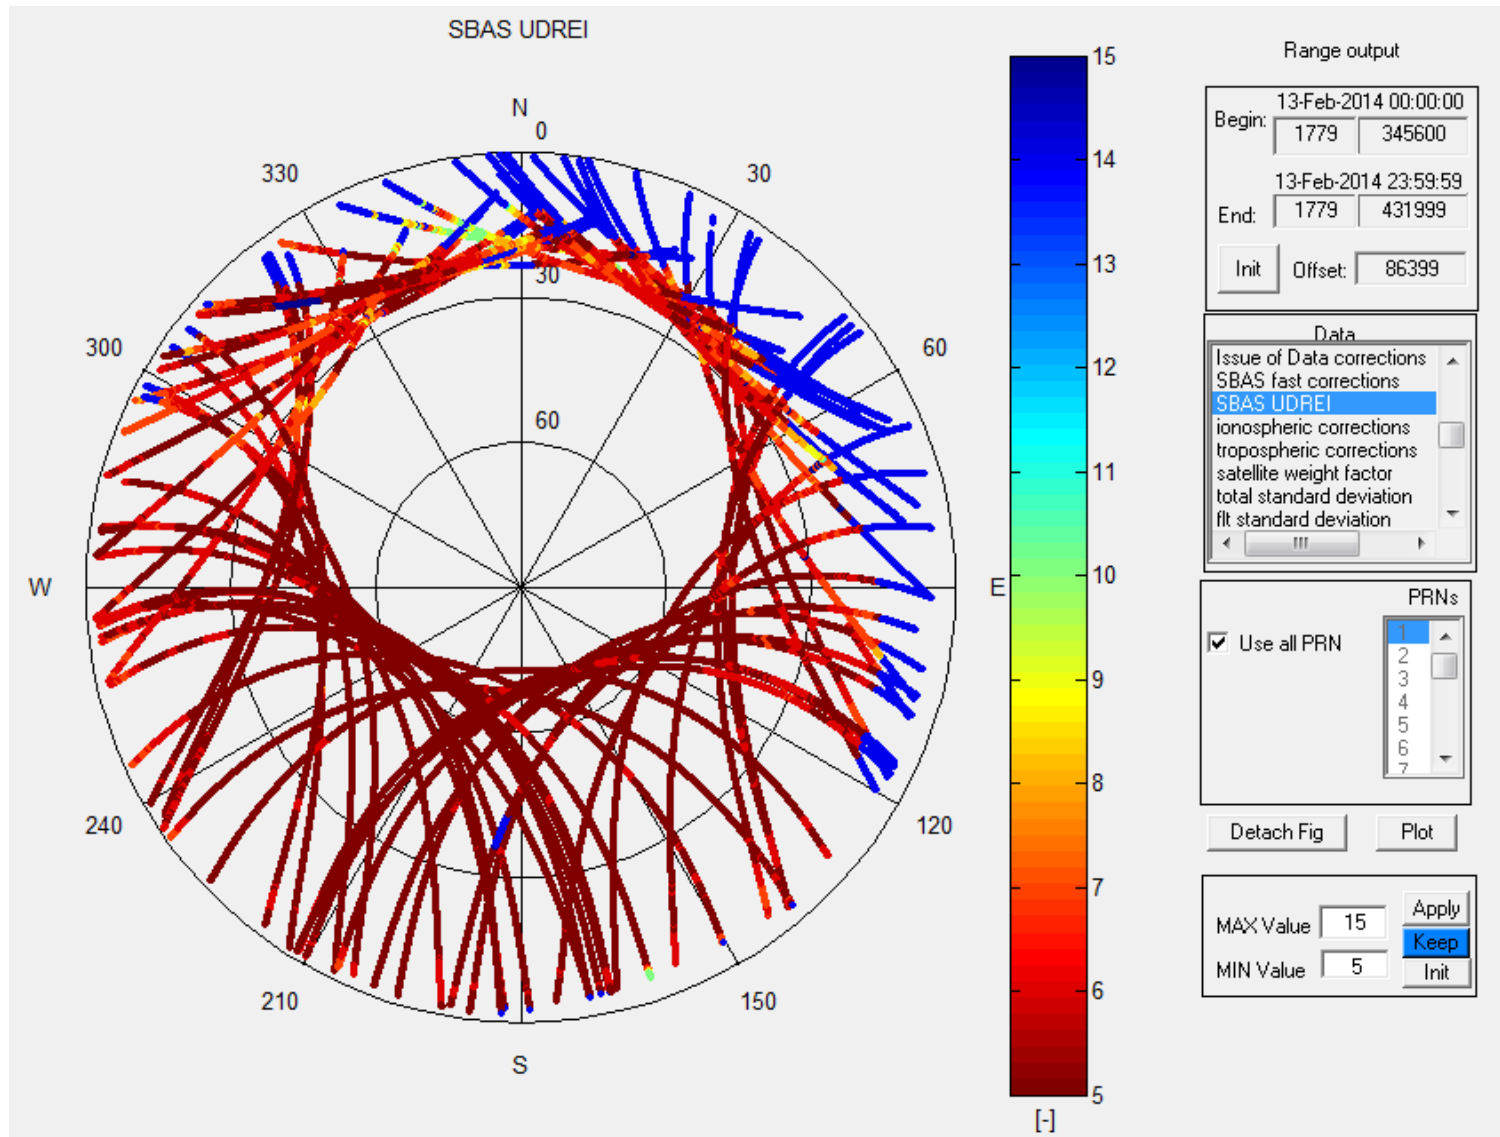 SBAS UDREI
N
0
330
30
30
300
60
60
W
E
240
120
210
150
S
15
14
13
12
11
10
9
8
7
6
5
[-]
Range output
13-Feb-2014 00:00:00
Begin: 1779 345600
13-Feb-2014 23:59:59
End: 1779 431999
Init Offset: 86399
Data
Issue of Data corrections
SBAS fast corrections
SBAS UDREI
ionospheric corrections
tropospheric corrections
satellite weight factor
total standard deviation
flt standard deviation
PRNs
Use all PRN
1
2
3
4
5
6
7
Detach Fig Plot
MAX Value 15 Apply
Keep
MIN Value 5 Init